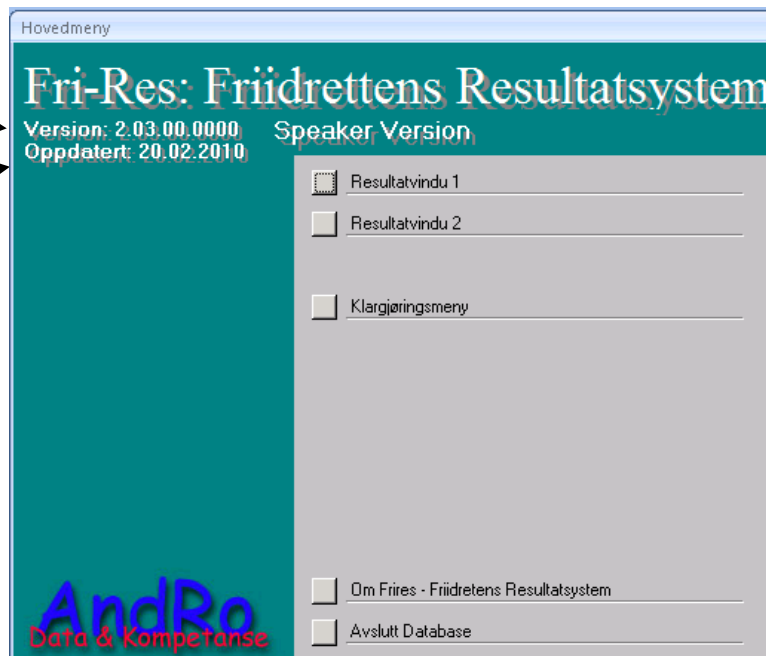 Hovedmeny
Fri-Res: Friidrettens Resultatsystem
Version: 2.03.00.0000 Speaker Version
Oppdatert: 20.02.2010
Resultatvindu 1
Resultatvindu 2
Klargjøringsmeny
Om Frires - Friidretens Resultatsystem
Avslutt Database
AndRo
Data & Kompetanse